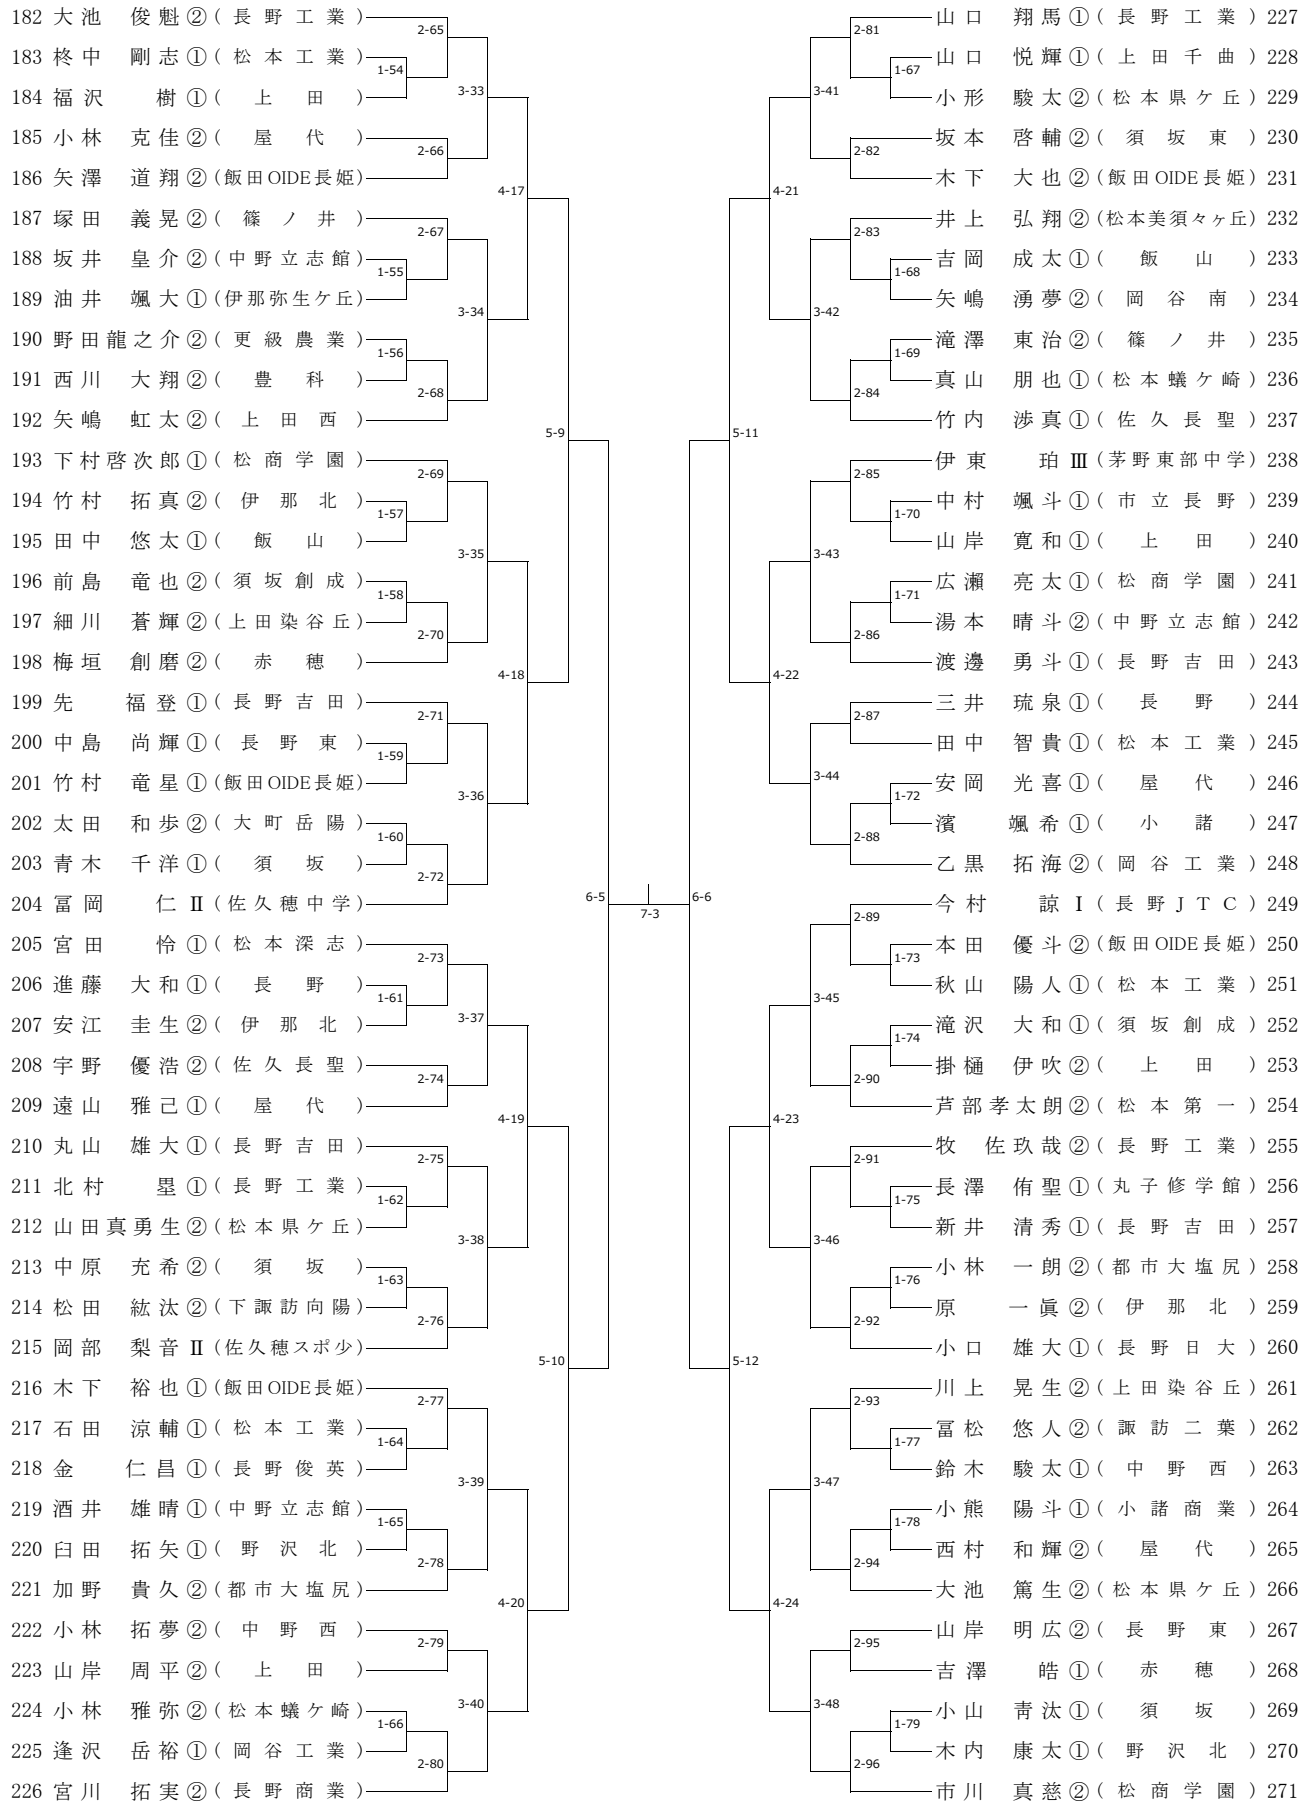 182 大池 俊魁② (長野工業)
2-65
183 柊中 剛志① (松本工業)
1-54
184 福沢 樹① (上田)
3-33
185 小林 克佳② (屋代)
2-66
186 矢澤 道翔② (飯田OIDE長姫)
4-17
187 塚田 義晃② (篠ノ井)
2-67
188 坂井 皇介② (中野立志館)
1-55
189 油井 颯大① (伊那弥生ケ丘)
3-34
190 野田龍之介② (更級農業)
1-56
191 西川 大翔② (豊科)
2-68
192 矢嶋 虹太② (上田西)
5-9
193 下村啓次郎① (松商学園)
2-69
194 竹村 拓真② (伊那北)
1-57
195 田中 悠太① (飯山)
3-35
196 前島 竜也② (須坂創成)
1-58
197 細川 蒼輝② (上田染谷丘)
2-70
198 梅垣 創磨② (赤穂)
4-18
199 先 福登① (長野吉田)
2-71
200 中島 尚輝① (長野東)
1-59
201 竹村 竜星① (飯田OIDE長姫)
3-36
202 太田 和歩② (大町岳陽)
1-60
203 青木 千洋① (須坂)
2-72
204 冨岡 仁Ⅱ (佐久穂中学)
6-5
205 宮田 怜① (松本深志)
2-73
206 進藤 大和① (長野)
1-61
207 安江 圭生② (伊那北)
3-37
208 宇野 優浩② (佐久長聖)
2-74
209 遠山 雅己① (屋代)
4-19
210 丸山 雄大① (長野吉田)
2-75
211 北村 塁① (長野工業)
1-62
212 山田真勇生② (松本県ケ丘)
3-38
213 中原 充希② (須坂)
1-63
214 松田 紘汰② (下諏訪向陽)
2-76
215 岡部 梨音Ⅱ (佐久穂スポ少)
5-10
216 木下 裕也① (飯田OIDE長姫)
2-77
217 石田 涼輔① (松本工業)
1-64
218 金 仁昌① (長野俊英)
3-39
219 酒井 雄晴① (中野立志館)
1-65
220 臼田 拓矢① (野沢北)
2-78
221 加野 貴久② (都市大塩尻)
4-20
222 小林 拓夢② (中野西)
2-79
223 山岸 周平② (上田)
3-40
224 小林 雅弥② (松本蟻ケ崎)
1-66
225 逢沢 岳裕① (岡谷工業)
2-80
226 宮川 拓実② (長野商業)
7-3
山口 翔馬① (長野工業) 227
2-81
山口 悦輝① (上田千曲) 228
1-67
小形 駿太② (松本県ケ丘) 229
3-41
坂本 啓輔② (須坂東) 230
2-82
木下 大也② (飯田OIDE長姫) 231
4-21
井上 弘翔② (松本美須々ヶ丘) 232
2-83
吉岡 成太① (飯山) 233
1-68
矢嶋 湧夢② (岡谷南) 234
3-42
滝澤 東治② (篠ノ井) 235
1-69
真山 朋也① (松本蟻ケ崎) 236
2-84
竹内 渉真① (佐久長聖) 237
5-11
伊東 珀Ⅲ (茅野東部中学) 238
2-85
中村 颯斗① (市立長野) 239
1-70
山岸 寛和① (上田) 240
3-43
広瀬 亮太① (松商学園) 241
1-71
湯本 晴斗② (中野立志館) 242
2-86
渡邊 勇斗① (長野吉田) 243
4-22
三井 琉泉① (長野) 244
2-87
田中 智貴① (松本工業) 245
3-44
安岡 光喜① (屋代) 246
1-72
濱 颯希① (小諸) 247
2-88
乙黒 拓海② (岡谷工業) 248
6-6
今村 諒Ⅰ (長野JTC) 249
2-89
本田 優斗② (飯田OIDE長姫) 250
1-73
秋山 陽人① (松本工業) 251
3-45
滝沢 大和① (須坂創成) 252
1-74
掛樋 伊吹② (上田) 253
2-90
芦部孝太朗② (松本第一) 254
4-23
牧 佐玖哉② (長野工業) 255
2-91
長澤 侑聖① (丸子修学館) 256
1-75
新井 清秀① (長野吉田) 257
3-46
小林 一朗② (都市大塩尻) 258
1-76
原 一眞② (伊那北) 259
2-92
小口 雄大① (長野日大) 260
5-12
川上 晃生② (上田染谷丘) 261
2-93
冨松 悠人② (諏訪二葉) 262
1-77
鈴木 駿太① (中野西) 263
3-47
小熊 陽斗① (小諸商業) 264
1-78
西村 和輝② (屋代) 265
2-94
大池 篤生② (松本県ケ丘) 266
4-24
山岸 明広② (長野東) 267
2-95
吉澤 皓① (赤穂) 268
3-48
小山 靑汰① (須坂) 269
1-79
木内 康太① (野沢北) 270
2-96
市川 真慈② (松商学園) 271